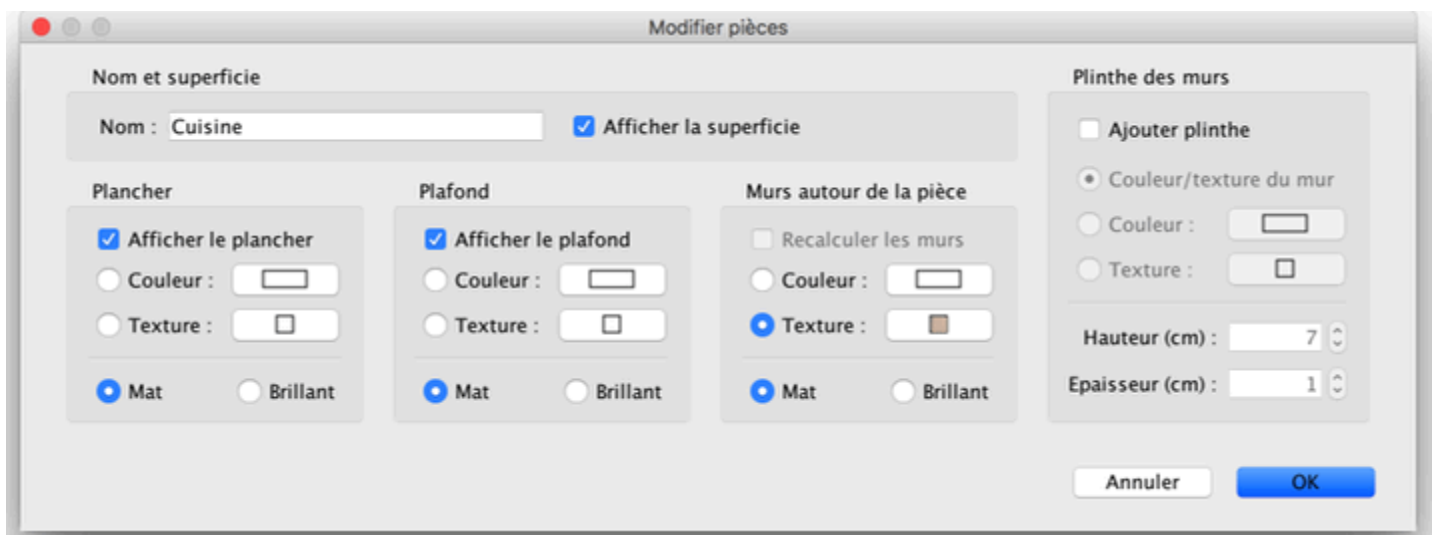 Modifier pièces
Nom et superficie
Nom : Cuisine
Afficher la superficie
Plancher
Afficher le plancher
Couleur :
Texture :
Mat Brillant
Plafond
Afficher le plafond
Couleur :
Texture :
Mat Brillant
Murs autour de la pièce
Recalculer les murs
Couleur :
Texture :
Mat Brillant
Plinthe des murs
Ajouter plinthe
Couleur/texture du mur
Couleur :
Texture :
Hauteur (cm) : 7
Epaisseur (cm) : 1
Annuler OK